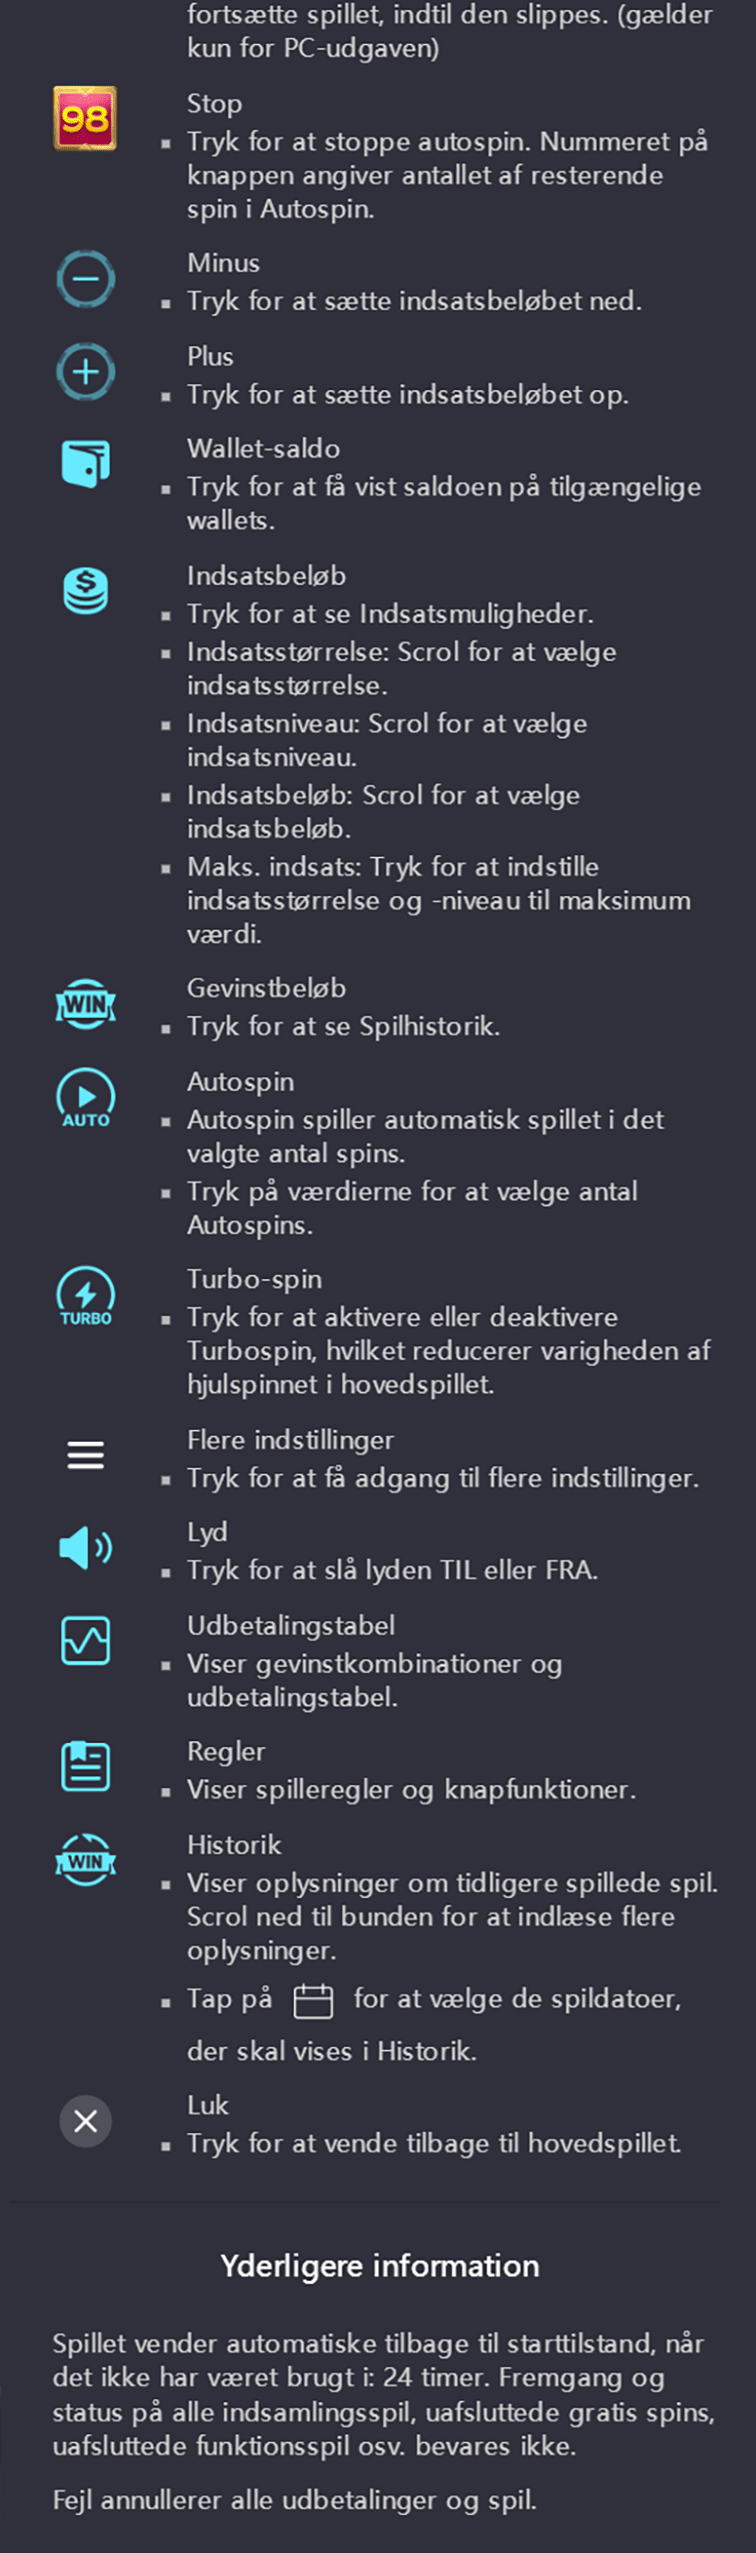 fortsætte spillet, indtil den slippes. (gælder
kun for PC-udgaven)
98
Stop
Tryk for at stoppe autospin. Nummeret på
knappen angiver antallet af resterende
spin i Autospin.
Minus
Tryk for at sætte indsatsbeløbet ned.
Plus
Tryk for at sætte indsatsbeløbet op.
Wallet-saldo
Tryk for at få vist saldoen på tilgængelige
wallets.
Indsatsbeløb
Tryk for at se Indsatsmuligheder.
Indsatsstørrelse: Scrol for at vælge
indsatsstørrelse.
Indsatsniveau: Scrol for at vælge
indsatsniveau.
Indsatsbeløb: Scrol for at vælge
indsatsbeløb.
Maks. indsats: Tryk for at indstille
indsatsstørrelse og -niveau til maksimum
værdi.
WIN
Gevinstbeløb
Tryk for at se Spilhistorik.
AUTO
Autospin
Autospin spiller automatisk spillet i det
valgte antal spins.
Tryk på værdierne for at vælge antal
Autospins.
TURBO
Turbo-spin
Tryk for at aktivere eller deaktivere
Turbospin, hvilket reducerer varigheden af
hjulspinnet i hovedspillet.
Flere indstillinger
Tryk for at få adgang til flere indstillinger.
Lyd
Tryk for at slå lyden TIL eller FRA.
Udbetalingstabel
Viser gevinstkombinationer og
udbetalingstabel.
Regler
Viser spilleregler og knapfunktioner.
WIN
Historik
Viser oplysninger om tidligere spillede spil.
Scrol ned til bunden for at indlæse flere
oplysninger.
Tap på for at vælge de spildatoer,
der skal vises i Historik.
Luk
Tryk for at vende tilbage til hovedspillet.
Yderligere information
Spillet vender automatiske tilbage til starttilstand, når
det ikke har været brugt i: 24 timer. Fremgang og
status på alle indsamlingsspil, uafsluttede gratis spins,
uafsluttede funktionsspil osv. bevares ikke.
Fejl annullerer alle udbetalinger og spil.